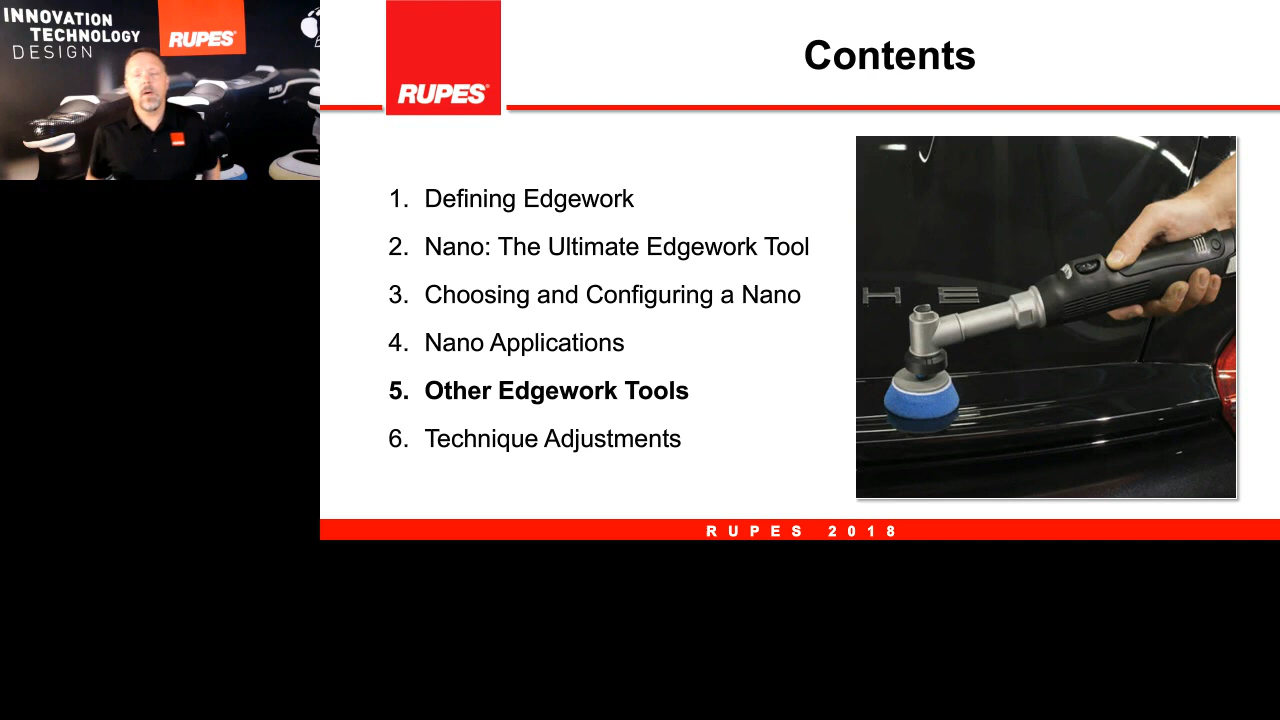 INNOVATION
TECHNOLOGY
DESIGN
RUPES
RUPES
Contents
1. Defining Edgework
2. Nano: The Ultimate Edgework Tool
3. Choosing and Configuring a Nano
4. Nano Applications
5. Other Edgework Tools
6. Technique Adjustments
RUPES 2018